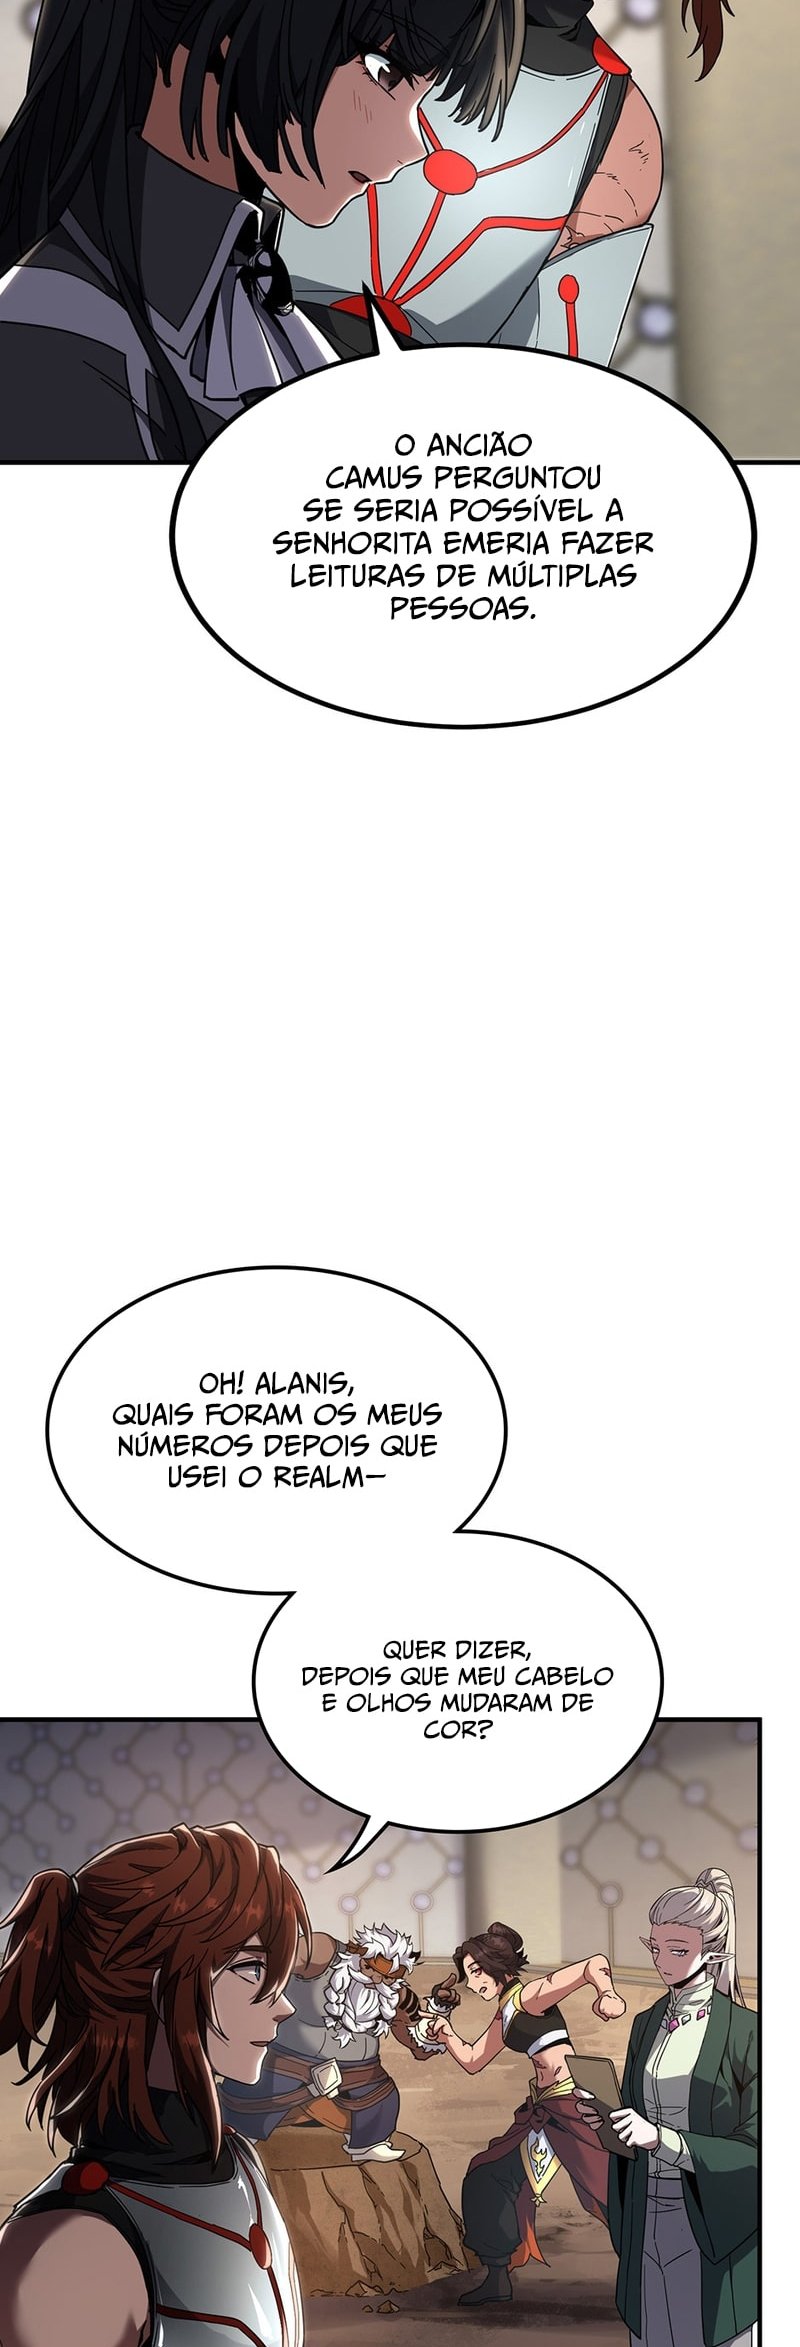 O ANCIÃO
CAMUS PERGUNTOU
SE SERIA POSSÍVEL A
SENHORITA EMERIA FAZER
LEITURAS DE MÚLTIPLAS
PESSOAS.
OH! ALANIS,
QUAIS FORAM OS MEUS
NÚMEROS DEPOIS QUE
USEI O REALM-
QUER DIZER,
DEPOIS QUE MEU CABELO
E OLHOS MUDARAM DE
COR?